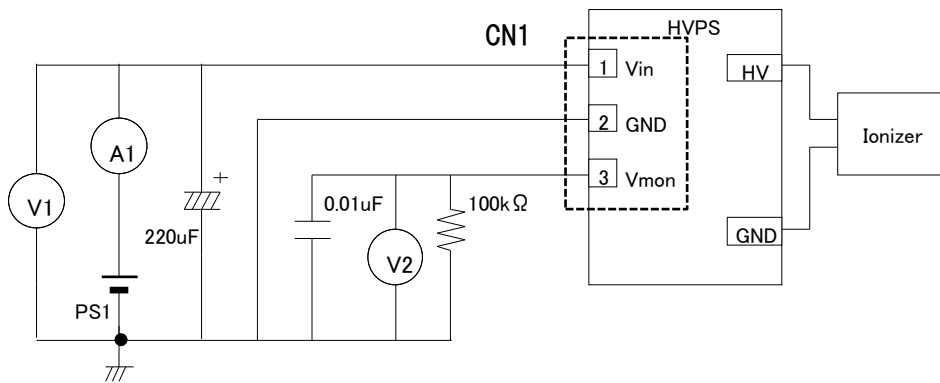 CN1
HVPS
1 Vin
HV
2 GND
Ionizer
A1
3 Vmon
V1
+
0.01uF
100kΩ
220uF
V2
GND
PS1